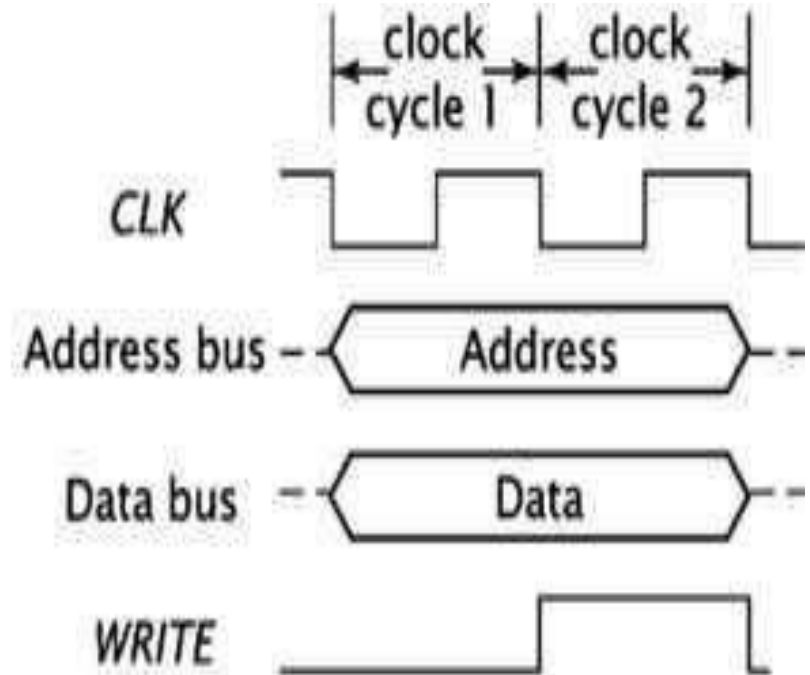 clock cycle 1
clock cycle 2
CLK
Address bus
Address
Data bus
Data
WRITE